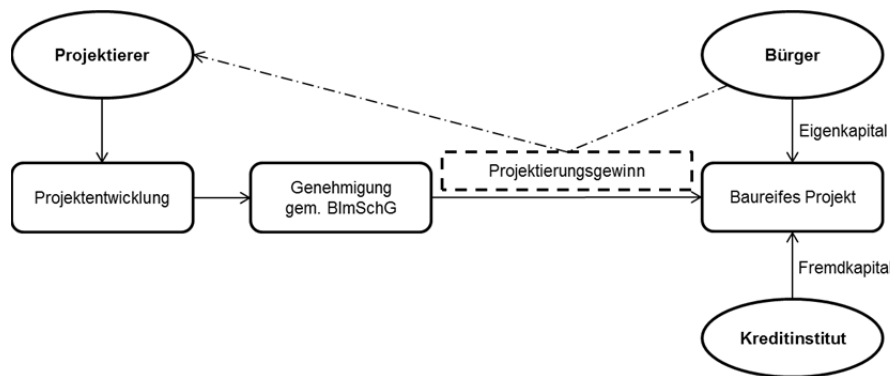 Projektierer
Bürger
Eigenkapital
Projektentwicklung
Genehmigung
gem. BImSchG
Projektierungsgewinn
Baureifes Projekt
Fremdkapital
Kreditinstitut